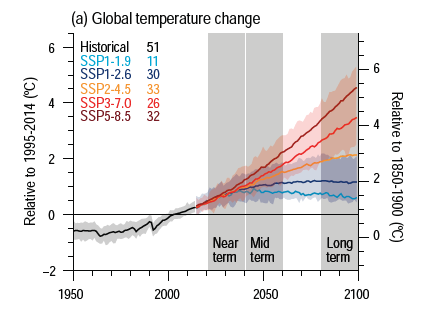 (a) Global temperature change
Historical 51
SSP1-1.9 11
SSP1-2.6 30
SSP2-4.5 33
SSP3-7.0 26
SSP5-8.5 32
6
4
2
0
−2
Relative to 1995-2014 (ºC)
6
4
2
0
Relative to 1850-1900 (ºC)
Near term
Mid term
Long term
1950 2000 2050 2100